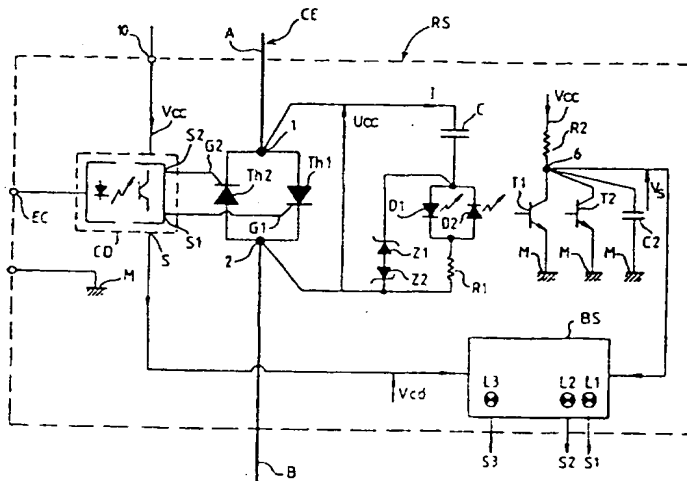 10
A
CE
RS
Vcc
S2
G2
1
Ucc
I
C
Vcc
R2
6
Th2
Th1
T1
T2
Vs
EC
D1
D2
C2
S1
G1
Z1
CD
S
2
Z2
R1
M
M
M
M
BS
L3
L2
L1
Vcd
S3
S2
S1
B